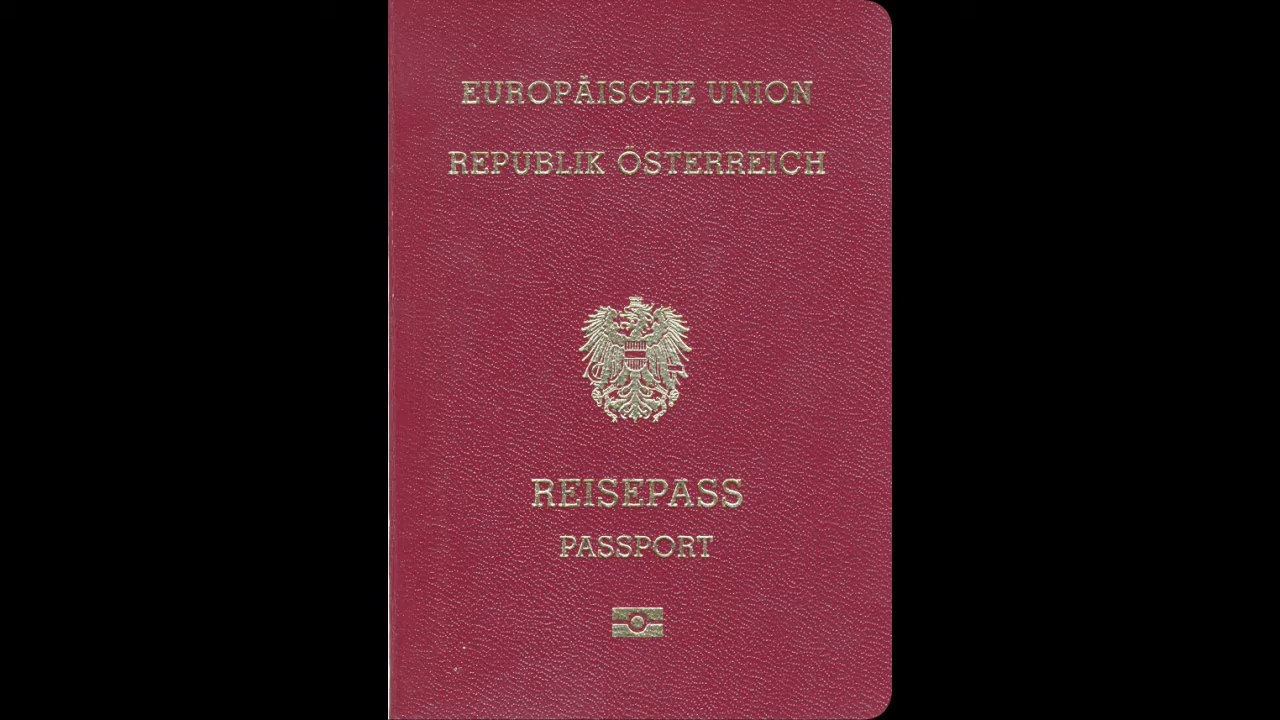 EUROPÄISCHE UNION
REPUBLIK ÖSTERREICH
REISEPASS
PASSPORT